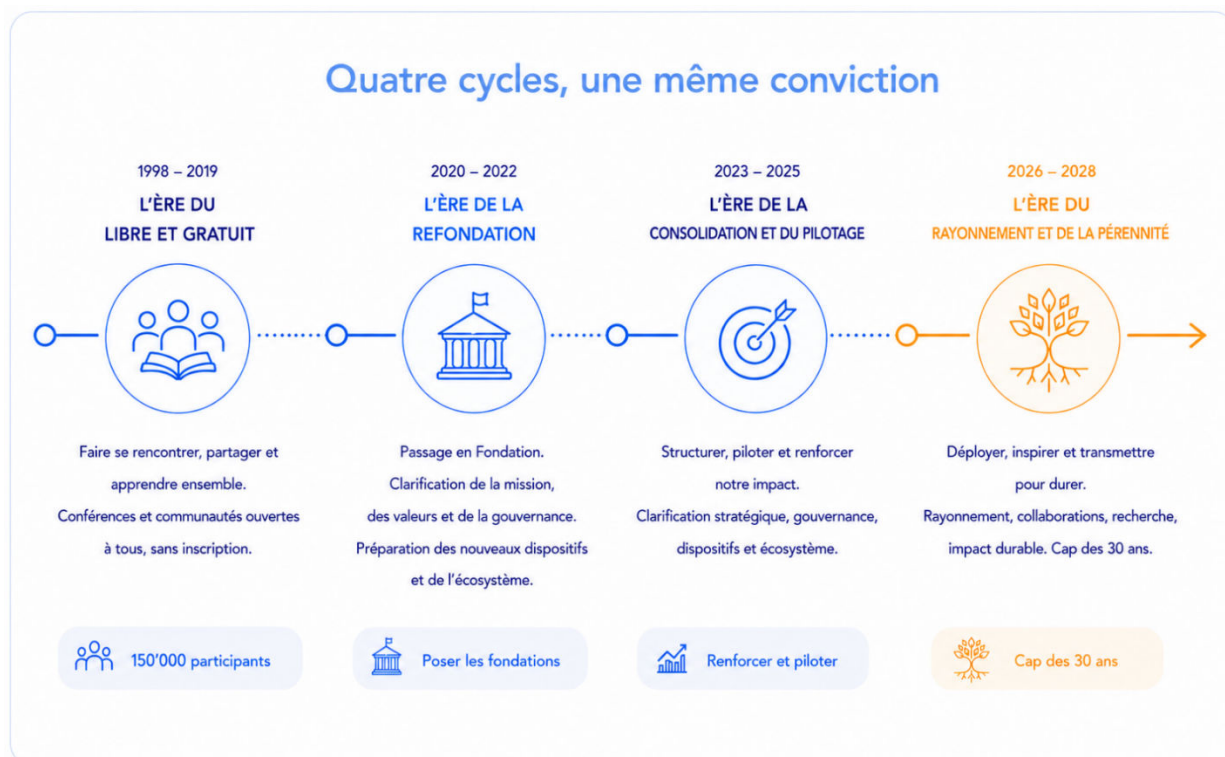 Quatre cycles, une même conviction
1998 – 2019
L'ÈRE DU
LIBRE ET GRATUIT
Faire se rencontrer, partager et
apprendre ensemble.
Conférences et communautés ouvertes
à tous, sans inscription.
150'000 participants
2020 – 2022
L'ÈRE DE LA
REFONDATION
Passage en Fondation.
Clarification de la mission,
des valeurs et de la gouvernance.
Préparation des nouveaux dispositifs
et de l'écosystème.
Poser les fondations
2023 – 2025
L'ÈRE DE LA
CONSOLIDATION ET DU PILOTAGE
Structurer, piloter et renforcer
notre impact.
Clarification stratégique, gouvernance,
dispositifs et écosystème.
Renforcer et piloter
2026 – 2028
L'ÈRE DU
RAYONNEMENT ET DE LA PÉRENNITÉ
Déployer, inspirer et transmettre
pour durer.
Rayonnement, collaborations, recherche,
impact durable. Cap des 30 ans.
Cap des 30 ans